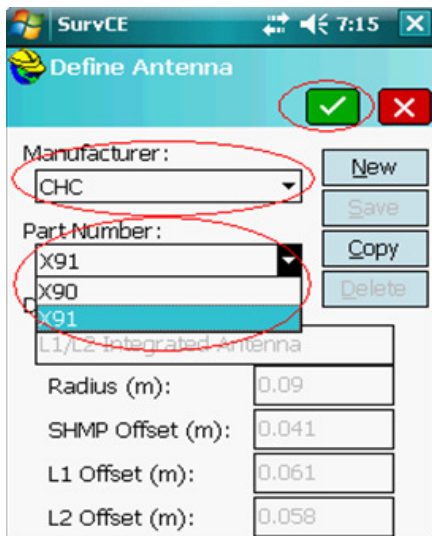 SurvCE 7:15
Define Antenna
Manufacturer:
CHC
New
Save
Part Number:
X91
Copy
X90
Delete
D
X91
L1/L2 Integrated Antenna
Radius (m): 0.09
SHMP Offset (m): 0.041
L1 Offset (m): 0.061
L2 Offset (m): 0.058